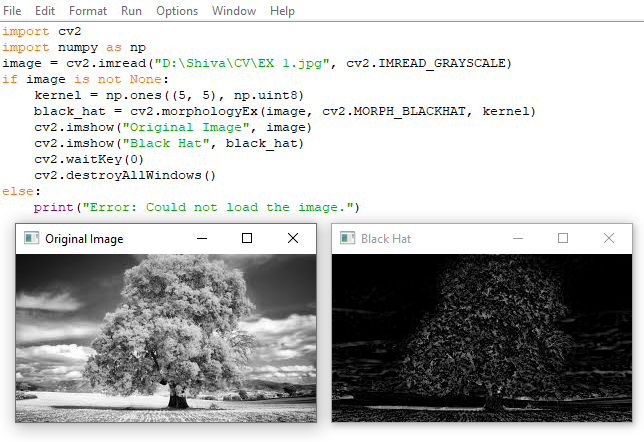 File Edit Format Run Options Window Help
import cv2
import numpy as np
image = cv2.imread("D:\Shiva\CV\EX 1.jpg", cv2.IMREAD_GRAYSCALE)
if image is not None:
    kernel = np.ones((5, 5), np.uint8)
    black_hat = cv2.morphologyEx(image, cv2.MORPH_BLACKHAT, kernel)
    cv2.imshow("Original Image", image)
    cv2.imshow("Black Hat", black_hat)
    cv2.waitKey(0)
    cv2.destroyAllWindows()
else:
    print("Error: Could not load the image.")
Original Image
Black Hat